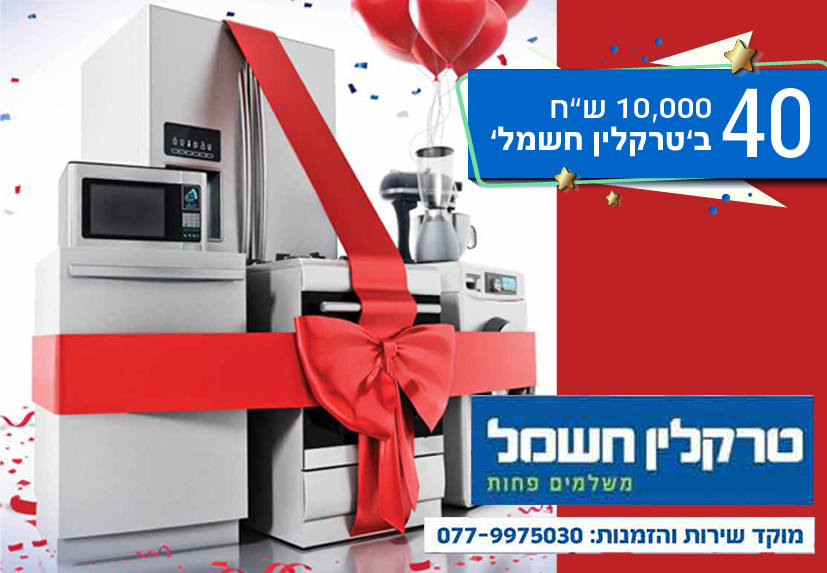 40
10,000 ש"ח
ב'טרקלין חשמל'
טרקלין חשמל
משלמים פחות
מוקד שירות והזמנות: 077-9975030